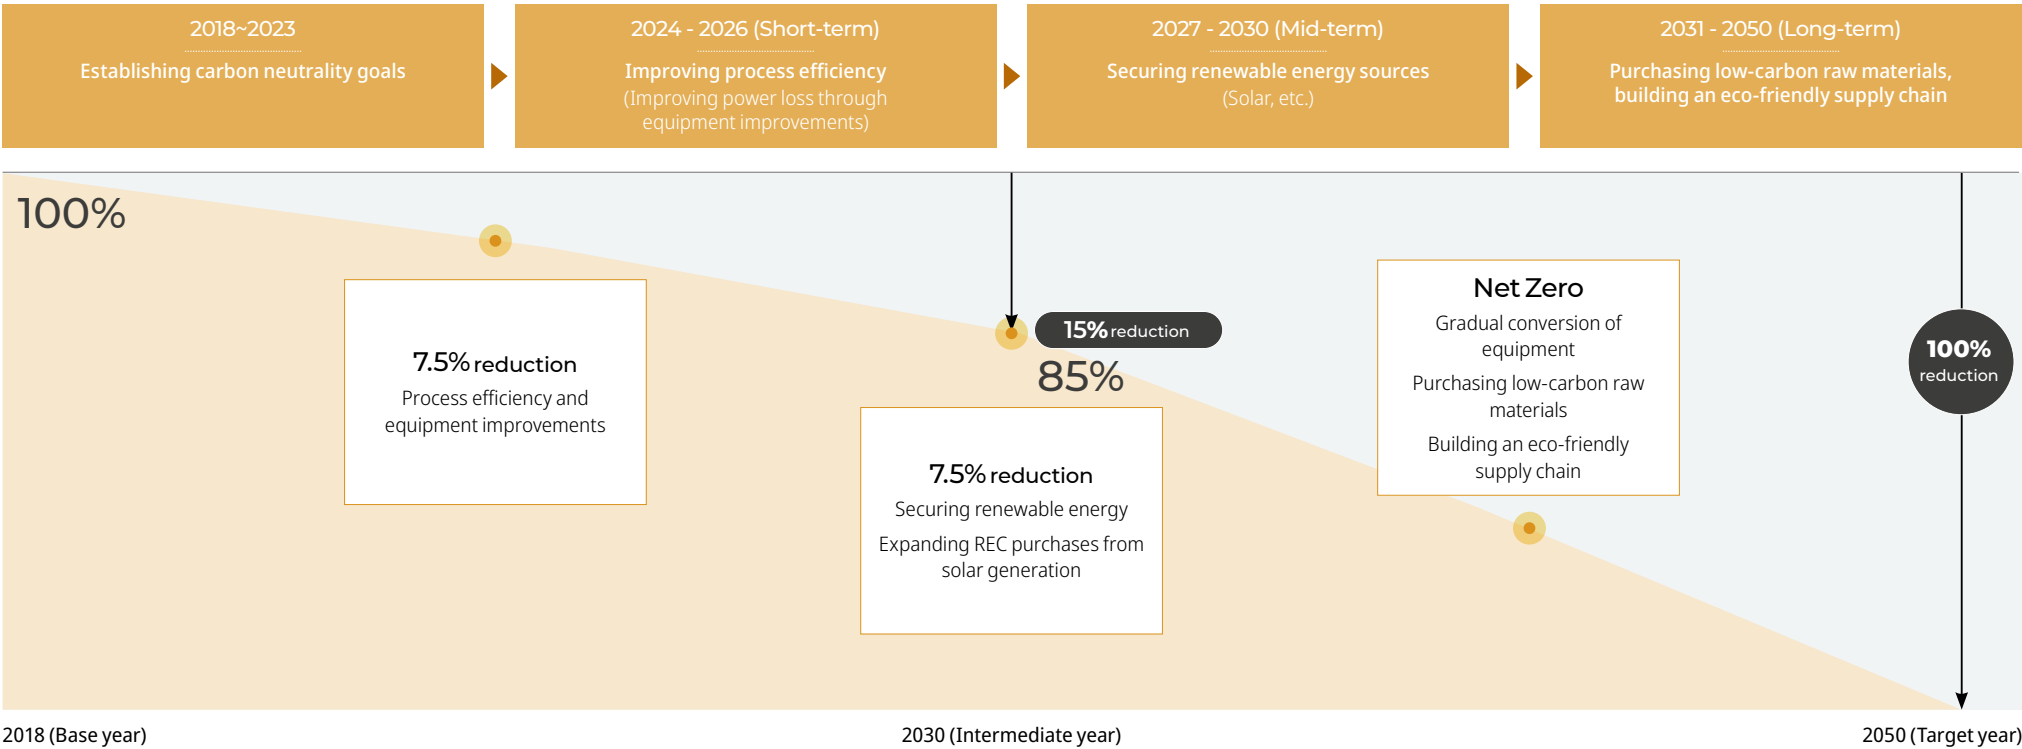 2018~2023
Establishing carbon neutrality goals
2024 - 2026 (Short-term)
Improving process efficiency
(Improving power loss through
equipment improvements)
2027 - 2030 (Mid-term)
Securing renewable energy sources
(Solar, etc.)
2031 - 2050 (Long-term)
Purchasing low-carbon raw materials,
building an eco-friendly supply chain
100%
7.5% reduction
Process efficiency and
equipment improvements
15% reduction
85%
7.5% reduction
Securing renewable energy
Expanding REC purchases from
solar generation
Net Zero
Gradual conversion of
equipment
Purchasing low-carbon raw
materials
Building an eco-friendly
supply chain
100%
reduction
2018 (Base year)
2030 (Intermediate year)
2050 (Target year)